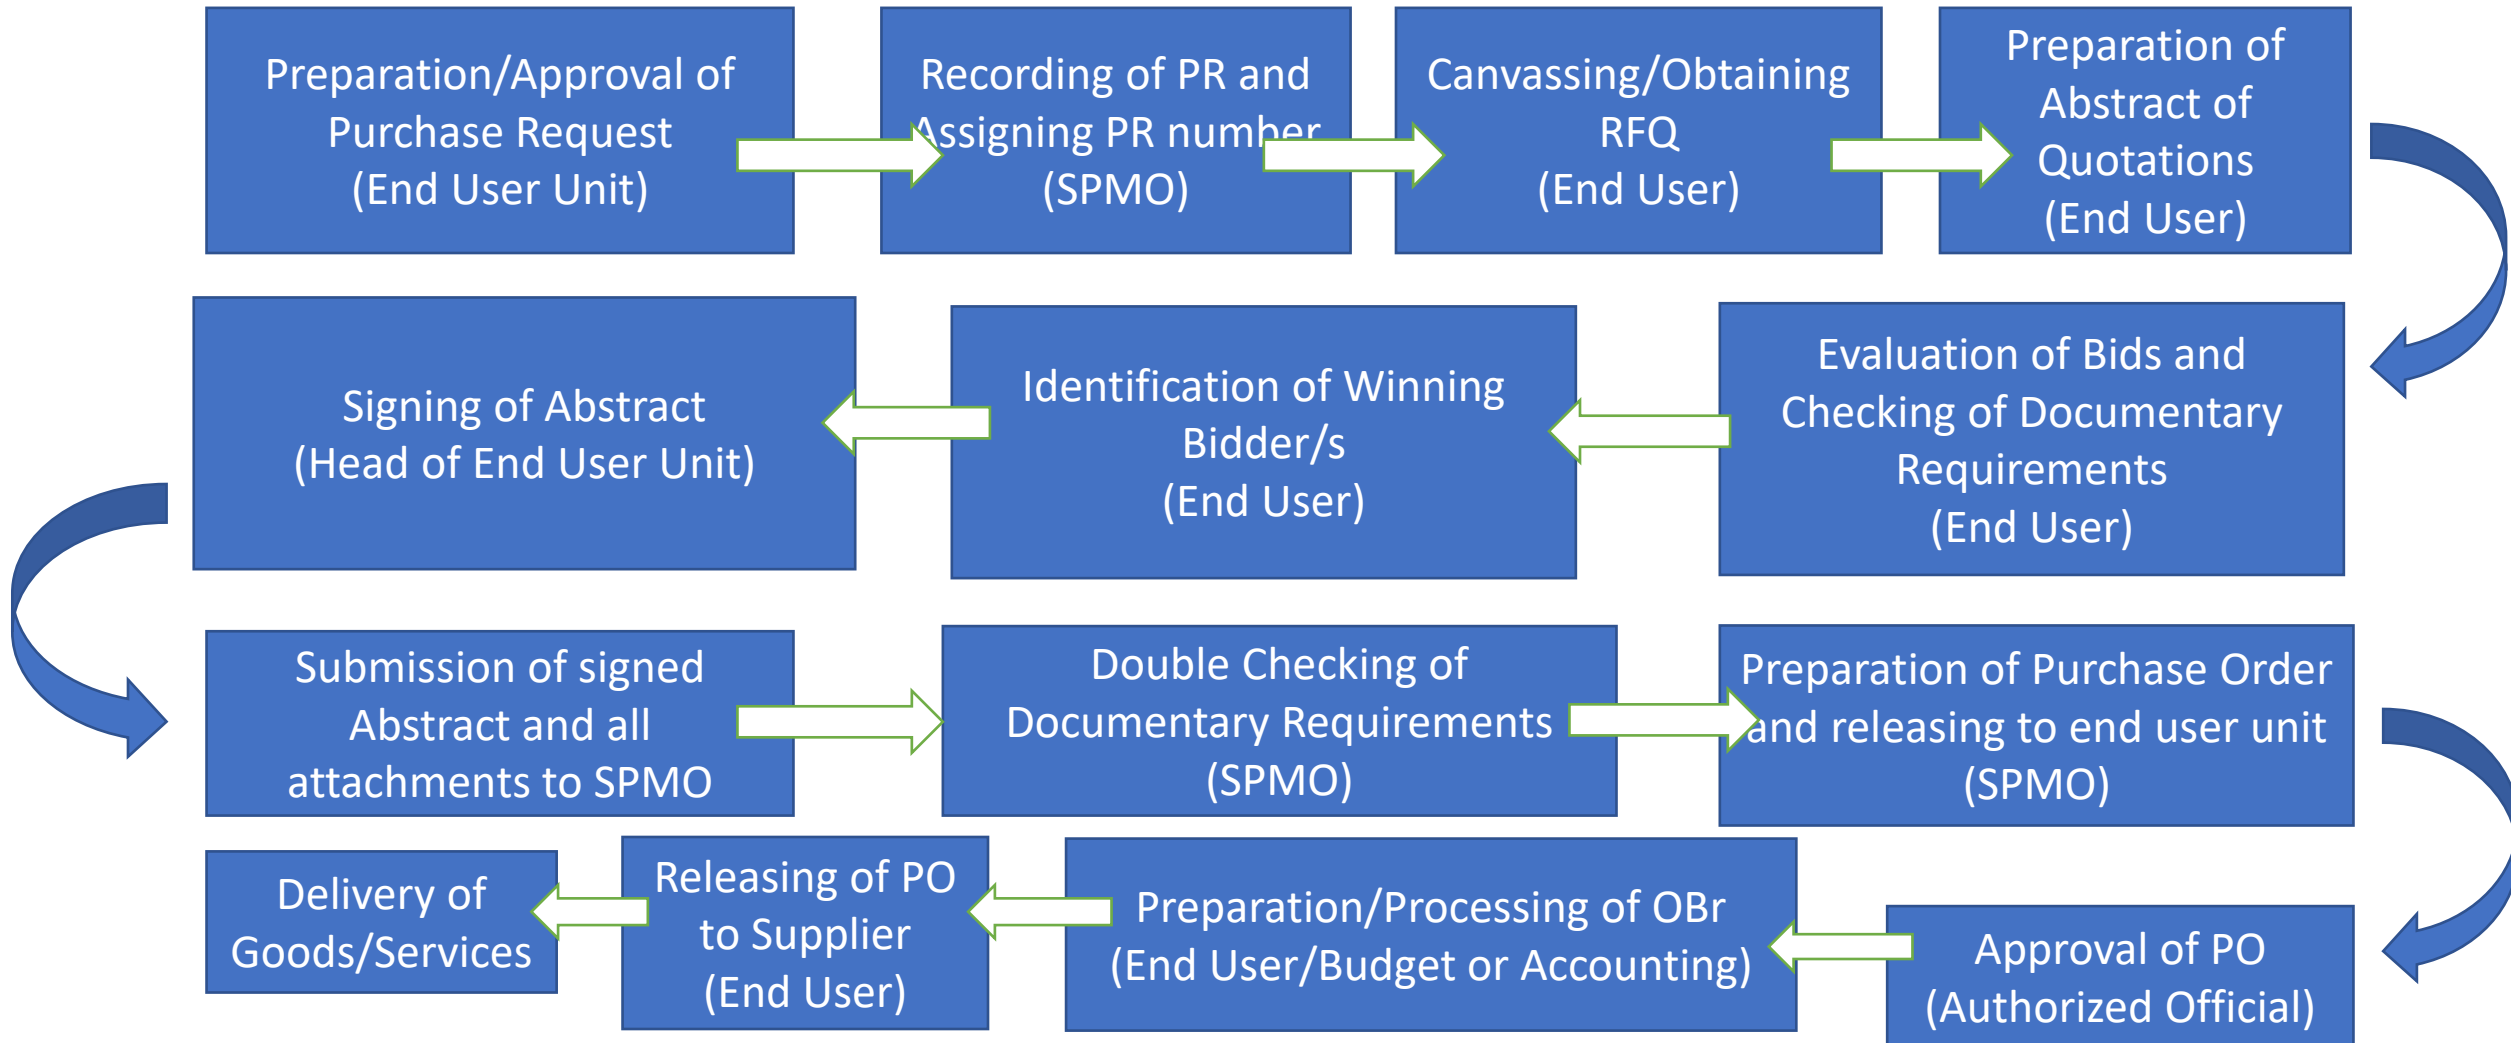 Preparation/Approval of
Purchase Request
(End User Unit)
Recording of PR and
Assigning PR number
(SPMO)
Canvassing/Obtaining
RFQ
(End User)
Preparation of
Abstract of
Quotations
(End User)
Evaluation of Bids and
Checking of Documentary
Requirements
(End User)
Identification of Winning
Bidder/s
(End User)
Signing of Abstract
(Head of End User Unit)
Submission of signed
Abstract and all
attachments to SPMO
Double Checking of
Documentary Requirements
(SPMO)
Preparation of Purchase Order
and releasing to end user unit
(SPMO)
Approval of PO
(Authorized Official)
Preparation/Processing of OBr
(End User/Budget or Accounting)
Releasing of PO
to Supplier
(End User)
Delivery of
Goods/Services